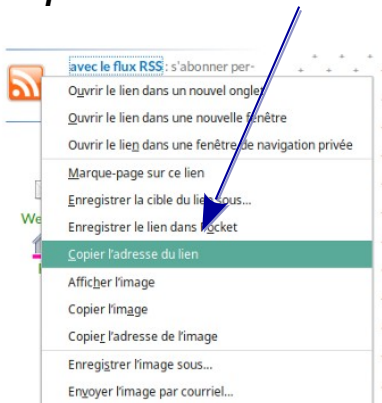 avec le flux RSS : s'abonner per-
Ouvrir le lien dans un nouvel onglet
Ouvrir le lien dans une nouvelle fenêtre
Ouvrir le lien dans une fenêtre de navigation privée
Marque-page sur ce lien
Enregistrer la cible du lien sous...
Enregistrer le lien dans Pocket
Copier l'adresse du lien
Afficher l'image
Copier l'image
Copier l'adresse de l'image
Enregistrer l'image sous...
Envoyer l'image par courriel...
We